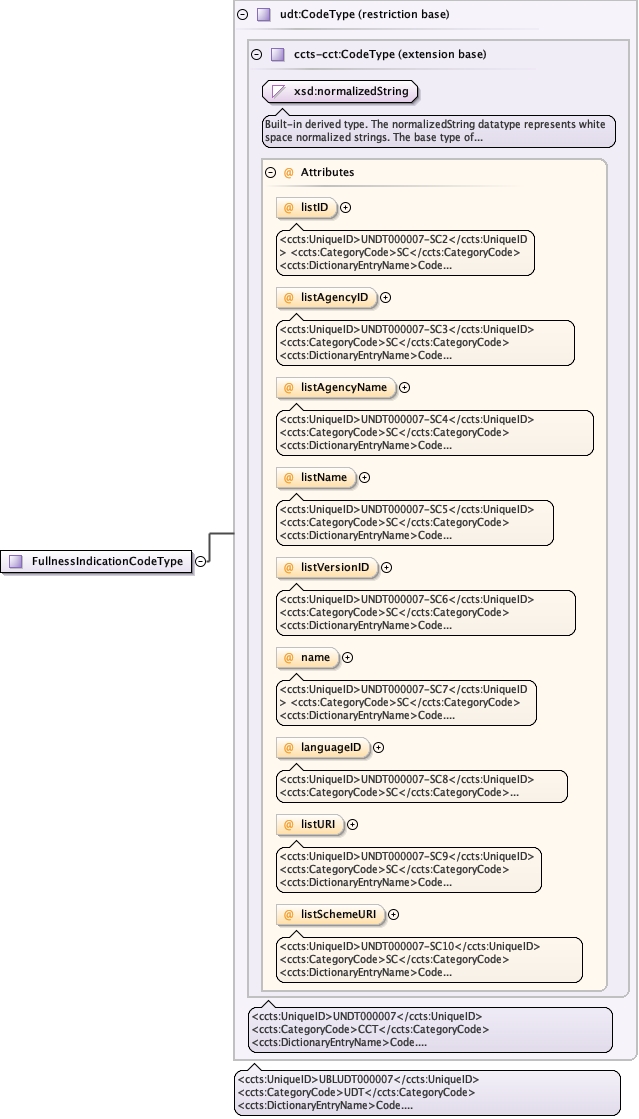 udt:CodeType (restriction base)
ccts-cct:CodeType (extension base)
xsd:normalizedString
Built-in derived type. The normalizedString datatype represents white
space normalized strings. The base type of...
@ Attributes
@ listID
<ccts:UniqueID>UNDT000007-SC2</ccts:UniqueID
> <ccts:CategoryCode>SC</ccts:CategoryCode>
<ccts:DictionaryEntryName>Code...
@ listAgencyID
<ccts:UniqueID>UNDT000007-SC3</ccts:UniqueID>
<ccts:CategoryCode>SC</ccts:CategoryCode>
<ccts:DictionaryEntryName>Code...
@ listAgencyName
<ccts:UniqueID>UNDT000007-SC4</ccts:UniqueID>
<ccts:CategoryCode>SC</ccts:CategoryCode>
<ccts:DictionaryEntryName>Code...
@ listName
<ccts:UniqueID>UNDT000007-SC5</ccts:UniqueID>
<ccts:CategoryCode>SC</ccts:CategoryCode>
<ccts:DictionaryEntryName>Code...
FullnessIndicationCodeType
@ listVersionID
<ccts:UniqueID>UNDT000007-SC6</ccts:UniqueID>
<ccts:CategoryCode>SC</ccts:CategoryCode>
<ccts:DictionaryEntryName>Code...
@ name
<ccts:UniqueID>UNDT000007-SC7</ccts:UniqueID
> <ccts:CategoryCode>SC</ccts:CategoryCode>
<ccts:DictionaryEntryName>Code....
@ languageID
<ccts:UniqueID>UNDT000007-SC8</ccts:UniqueID>
<ccts:CategoryCode>SC</ccts:CategoryCode>...
@ listURI
<ccts:UniqueID>UNDT000007-SC9</ccts:UniqueID>
<ccts:CategoryCode>SC</ccts:CategoryCode>
<ccts:DictionaryEntryName>Code...
@ listSchemeURI
<ccts:UniqueID>UNDT000007-SC10</ccts:UniqueID>
<ccts:CategoryCode>SC</ccts:CategoryCode>
<ccts:DictionaryEntryName>Code...
<ccts:UniqueID>UNDT000007</ccts:UniqueID>
<ccts:CategoryCode>CCT</ccts:CategoryCode>
<ccts:DictionaryEntryName>Code....
<ccts:UniqueID>UBLUDT000007</ccts:UniqueID>
<ccts:CategoryCode>UDT</ccts:CategoryCode>
<ccts:DictionaryEntryName>Code....